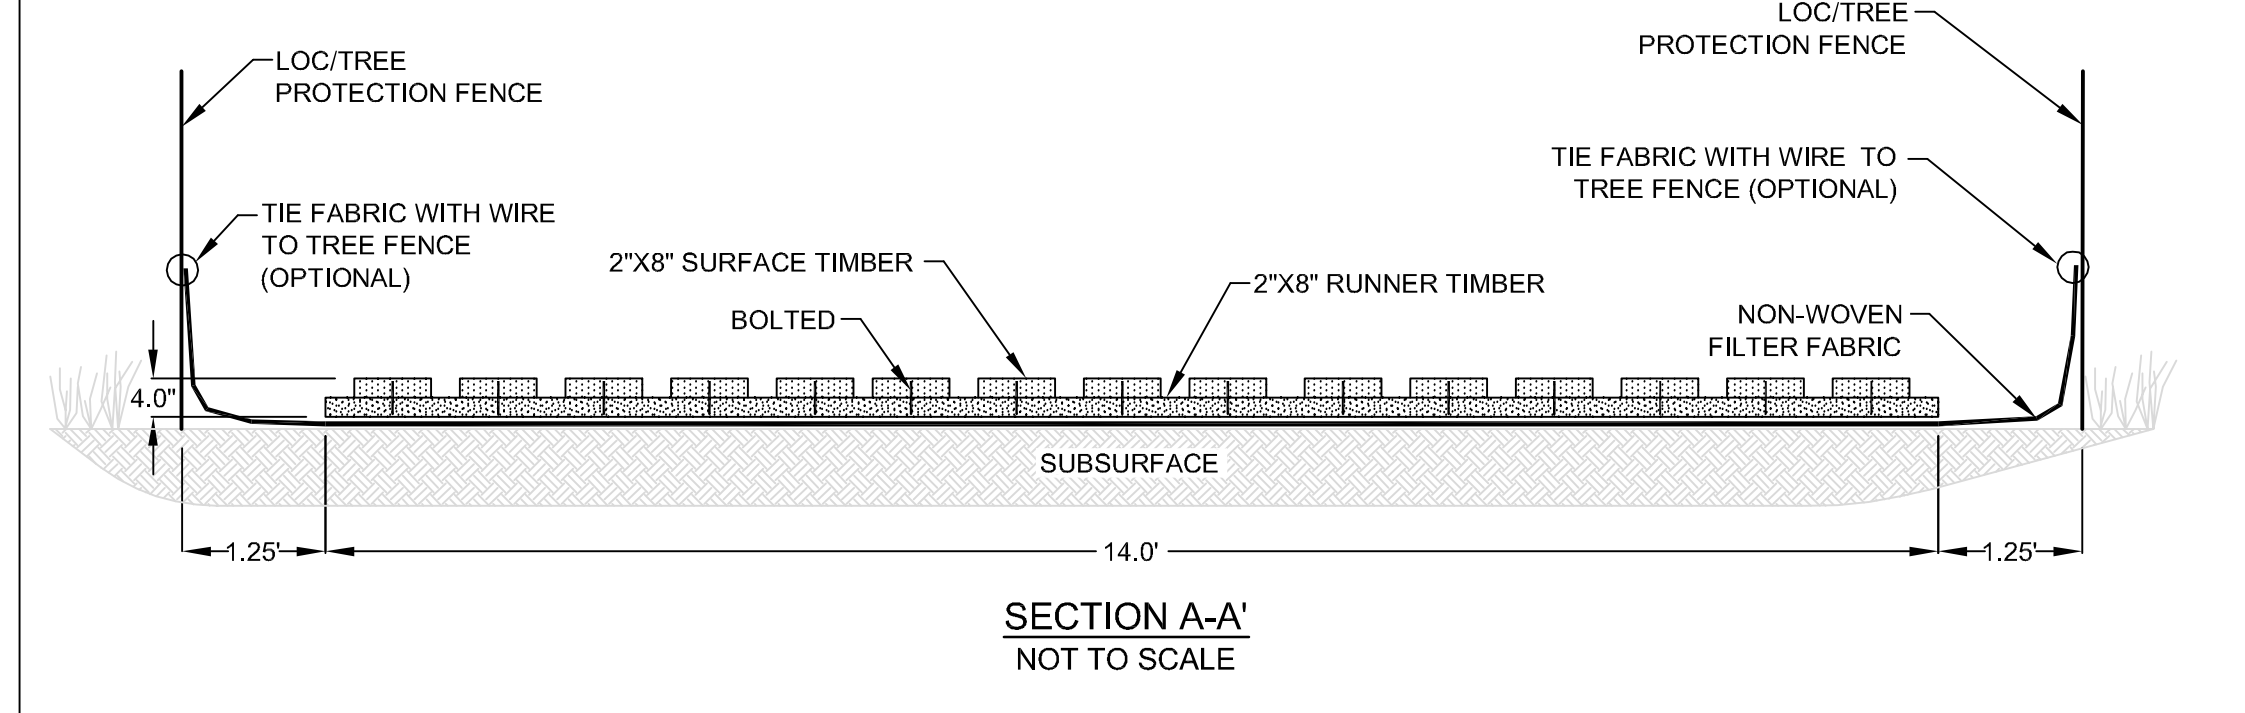 LOC/TREE
PROTECTION FENCE
LOC/TREE
PROTECTION FENCE
TIE FABRIC WITH WIRE TO
TREE FENCE (OPTIONAL)
TIE FABRIC WITH WIRE
TO TREE FENCE
(OPTIONAL)
2"X8" SURFACE TIMBER
2"X8" RUNNER TIMBER
BOLTED
NON-WOVEN
FILTER FABRIC
4.0"
SUBSURFACE
1.25'
14.0'
1.25'
SECTION A-A'
NOT TO SCALE